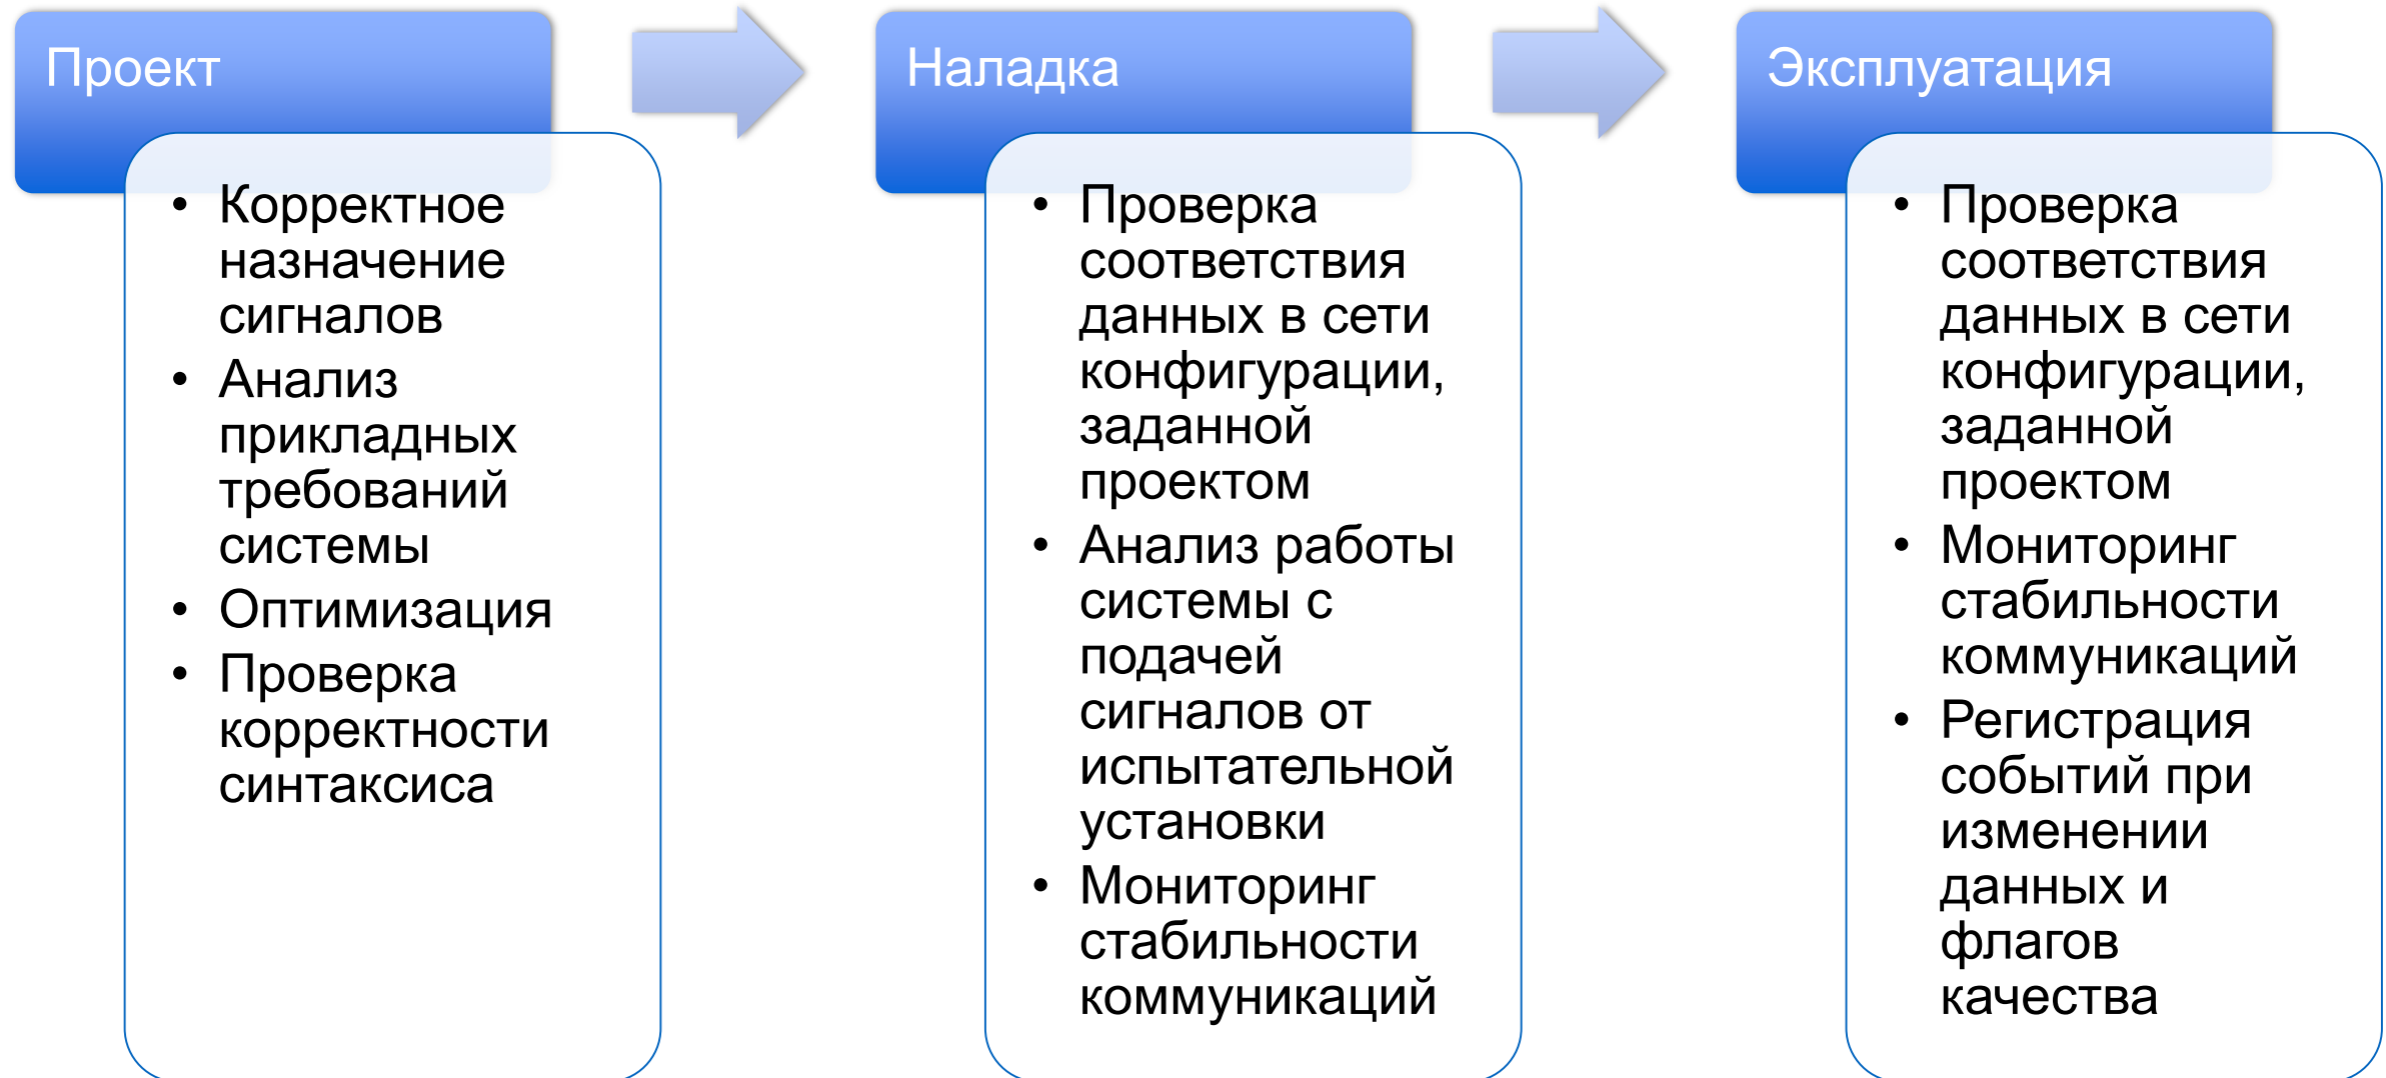 Проект
• Корректное
назначение
сигналов
• Анализ
прикладных
требований
системы
• Оптимизация
• Проверка
корректности
синтаксиса
Наладка
• Проверка
соответствия
данных в сети
конфигурации,
заданной
проектом
• Анализ работы
системы с
подачей
сигналов от
испытательной
установки
• Мониторинг
стабильности
коммуникаций
Эксплуатация
• Проверка
соответствия
данных в сети
конфигурации,
заданной
проектом
• Мониторинг
стабильности
коммуникаций
• Регистрация
событий при
изменении
данных и
флагов
качества